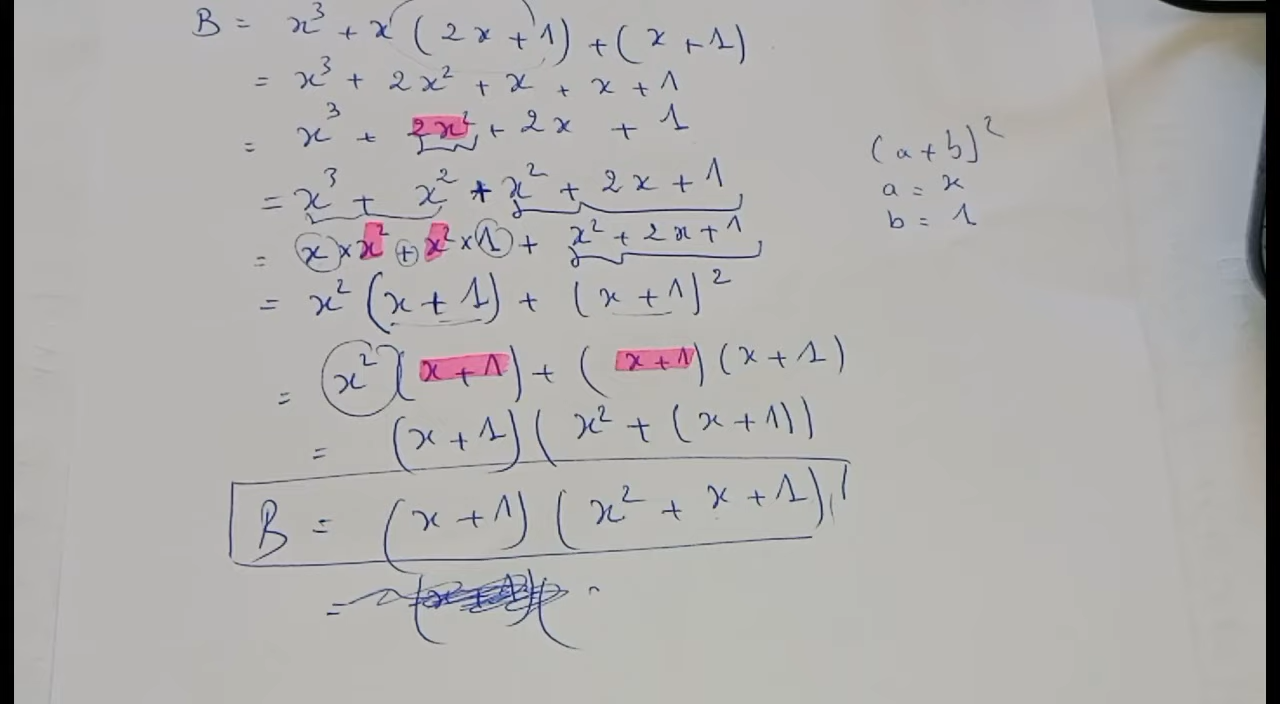 B = x³ + x (2x + 1) + (x + 1)
= x³ + 2x² + x + x + 1
= x³ + 2x² + 2x + 1
= x³ + x² + x² + 2x + 1
= x × x² + x² × 1 + x² + 2x + 1
= x² (x + 1) + (x + 1)²
= x² (x + 1) + (x + 1) (x + 1)
= (x + 1) (x² + (x + 1))
B = (x + 1) (x² + x + 1)
(a + b)²
a = x
b = 1